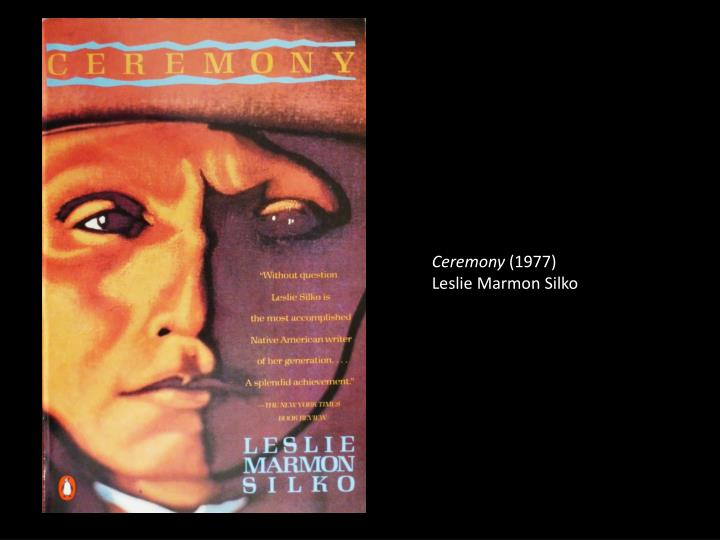 CEREMONY
"Without question
Leslie Silko is
the most accomplished
Native American writer
of her generation. . . .
A splendid achievement."
—THE NEW YORK TIMES
BOOK REVIEW
LESLIE
MARMON
SILKO
Ceremony (1977)
Leslie Marmon Silko